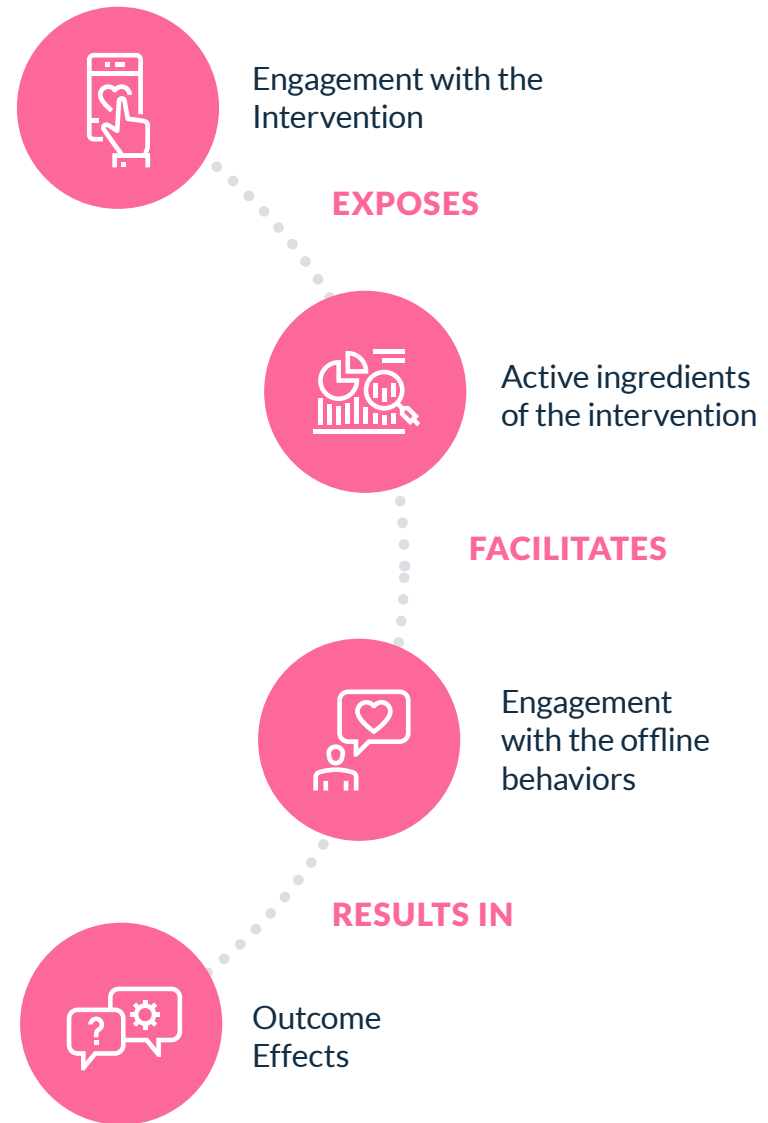 Engagement with the
Intervention
EXPOSES
Active ingredients
of the intervention
FACILITATES
Engagement
with the offline
behaviors
RESULTS IN
?
Outcome
Effects